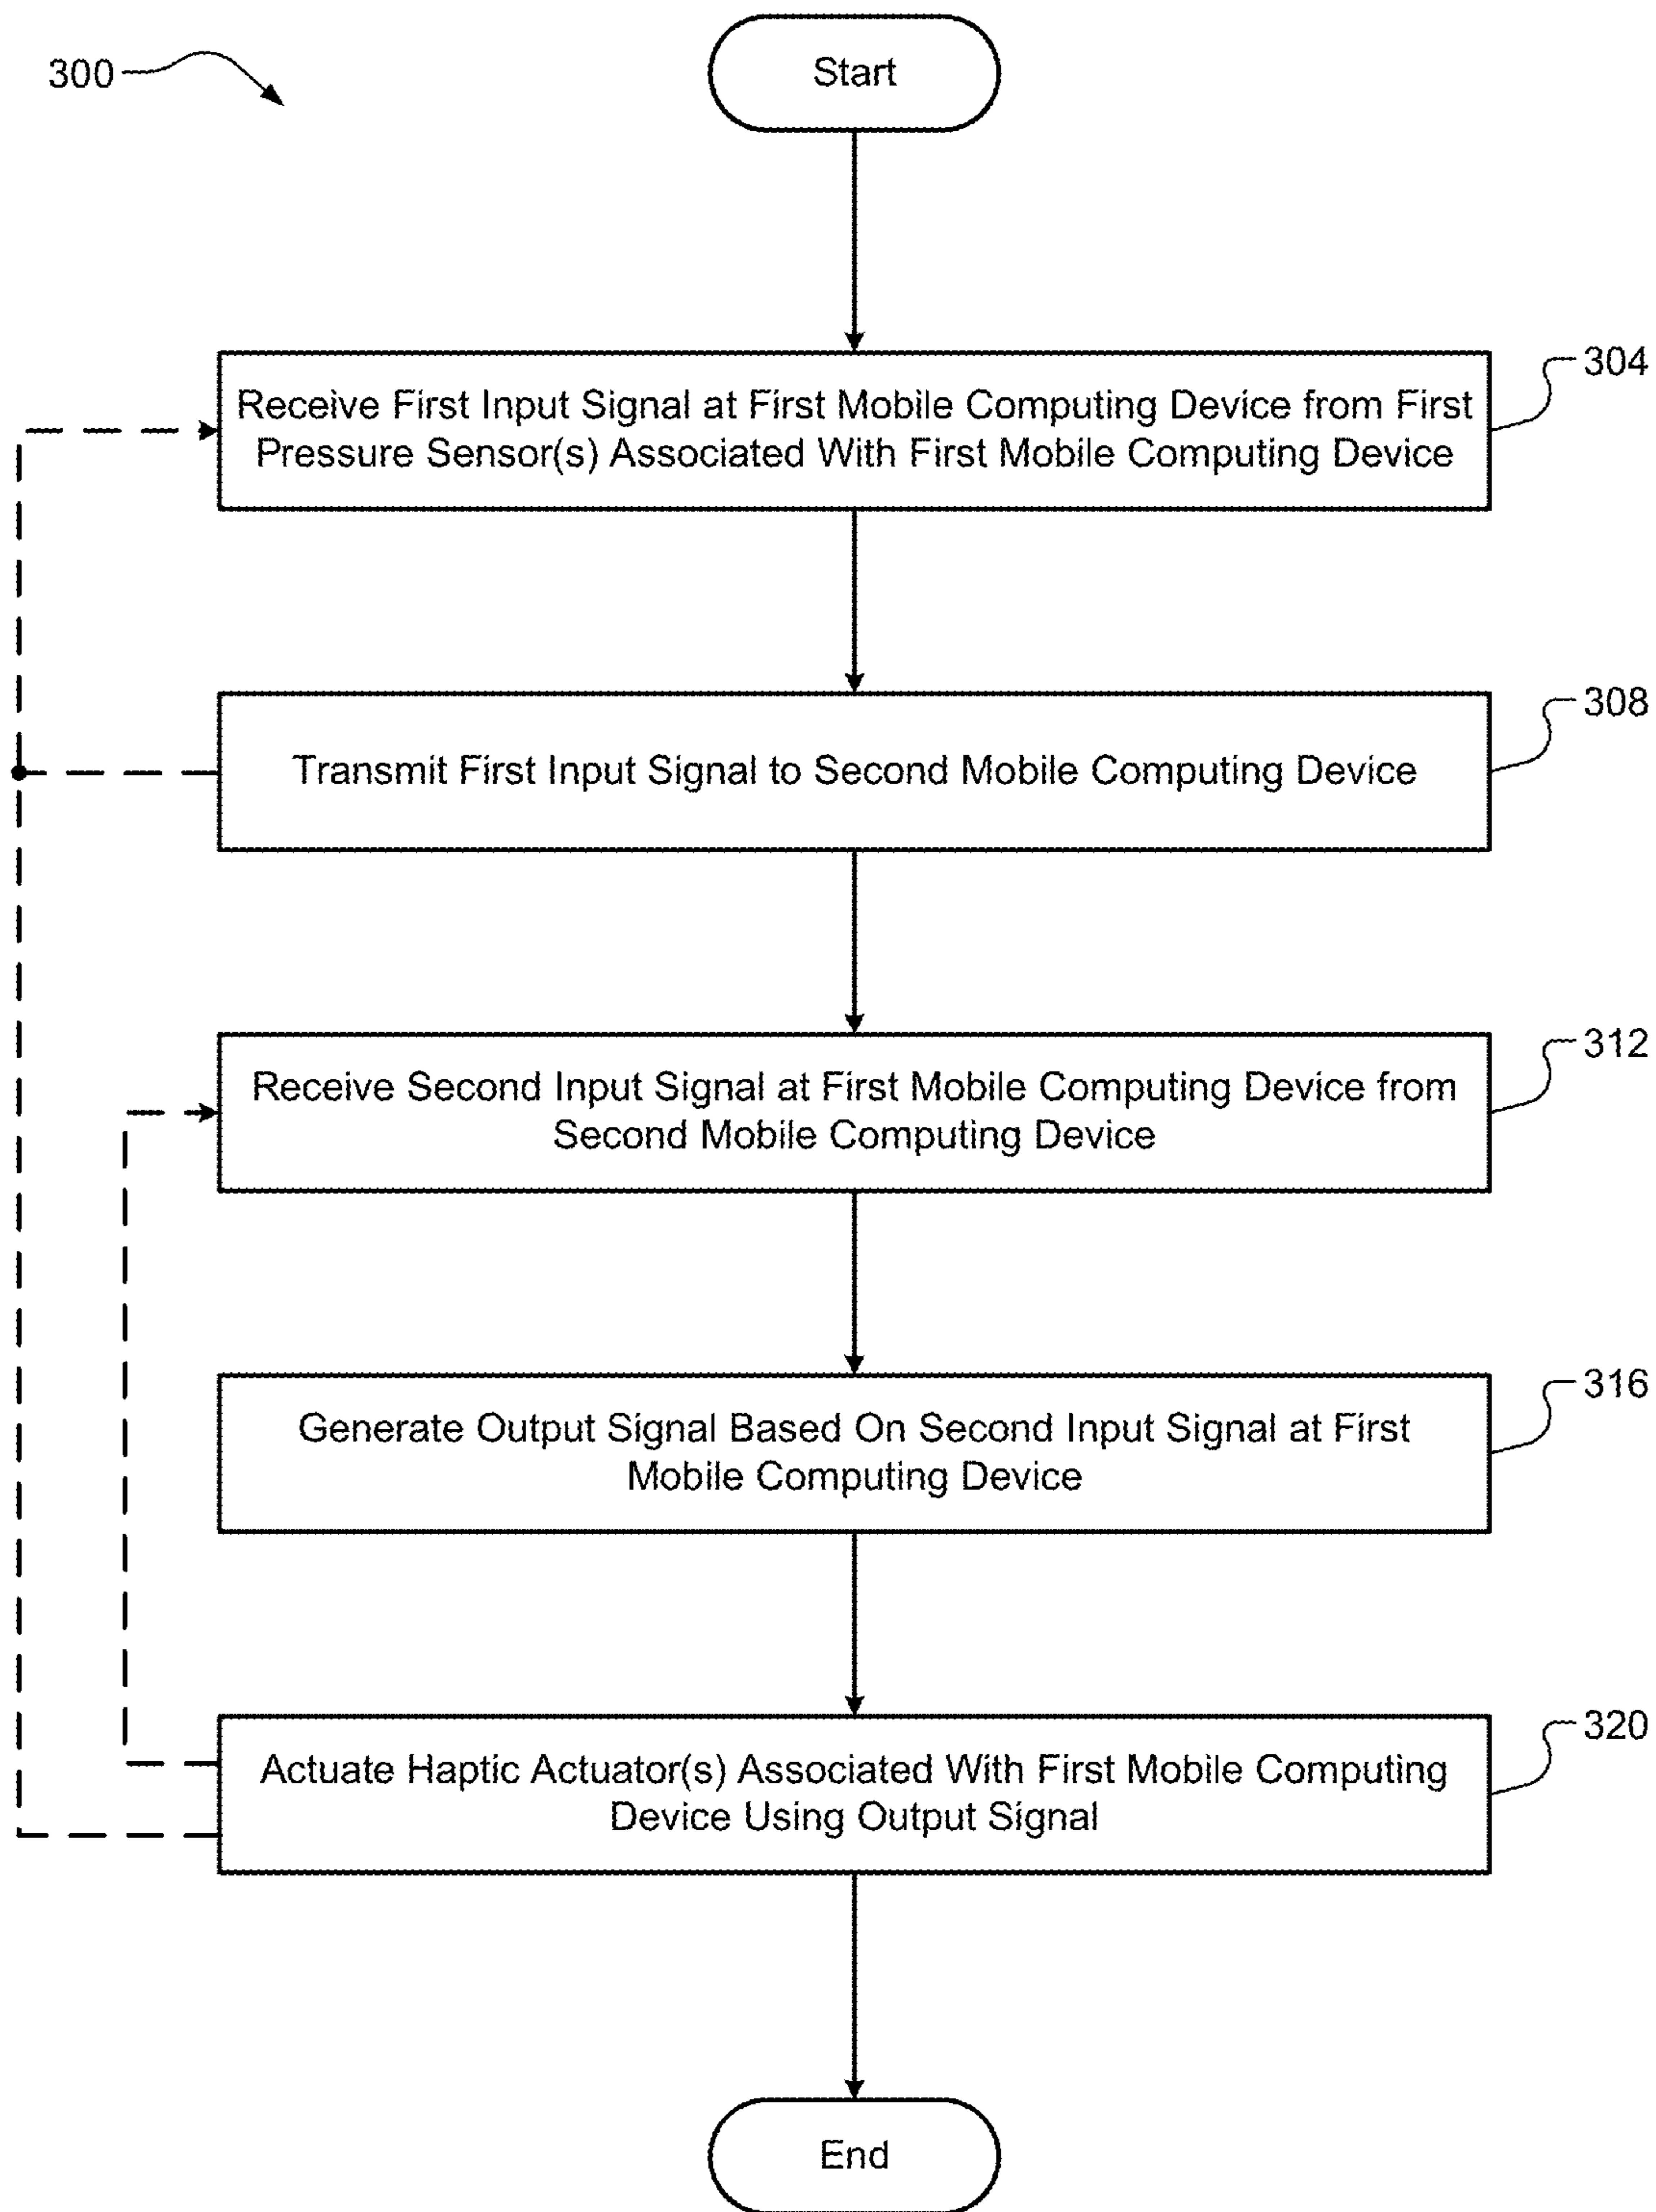 300
Start
Receive First Input Signal at First Mobile Computing Device from First
Pressure Sensor(s) Associated With First Mobile Computing Device
304
Transmit First Input Signal to Second Mobile Computing Device
308
Receive Second Input Signal at First Mobile Computing Device from
Second Mobile Computing Device
312
Generate Output Signal Based On Second Input Signal at First
Mobile Computing Device
316
Actuate Haptic Actuator(s) Associated With First Mobile Computing
Device Using Output Signal
320
End